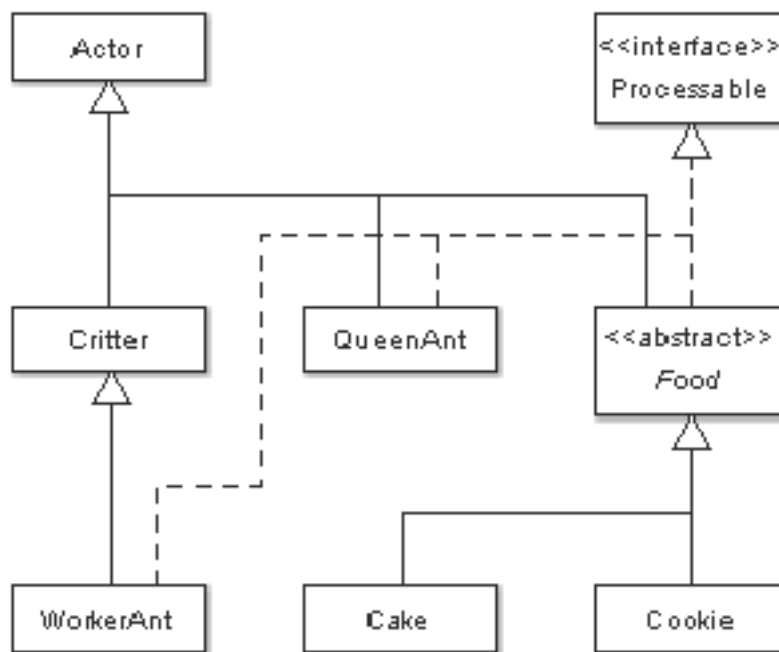 Actor
<<interface>>
Processable
Critter
QueenAnt
<<abstract>>
Food
WorkerAnt
Cake
Cookie